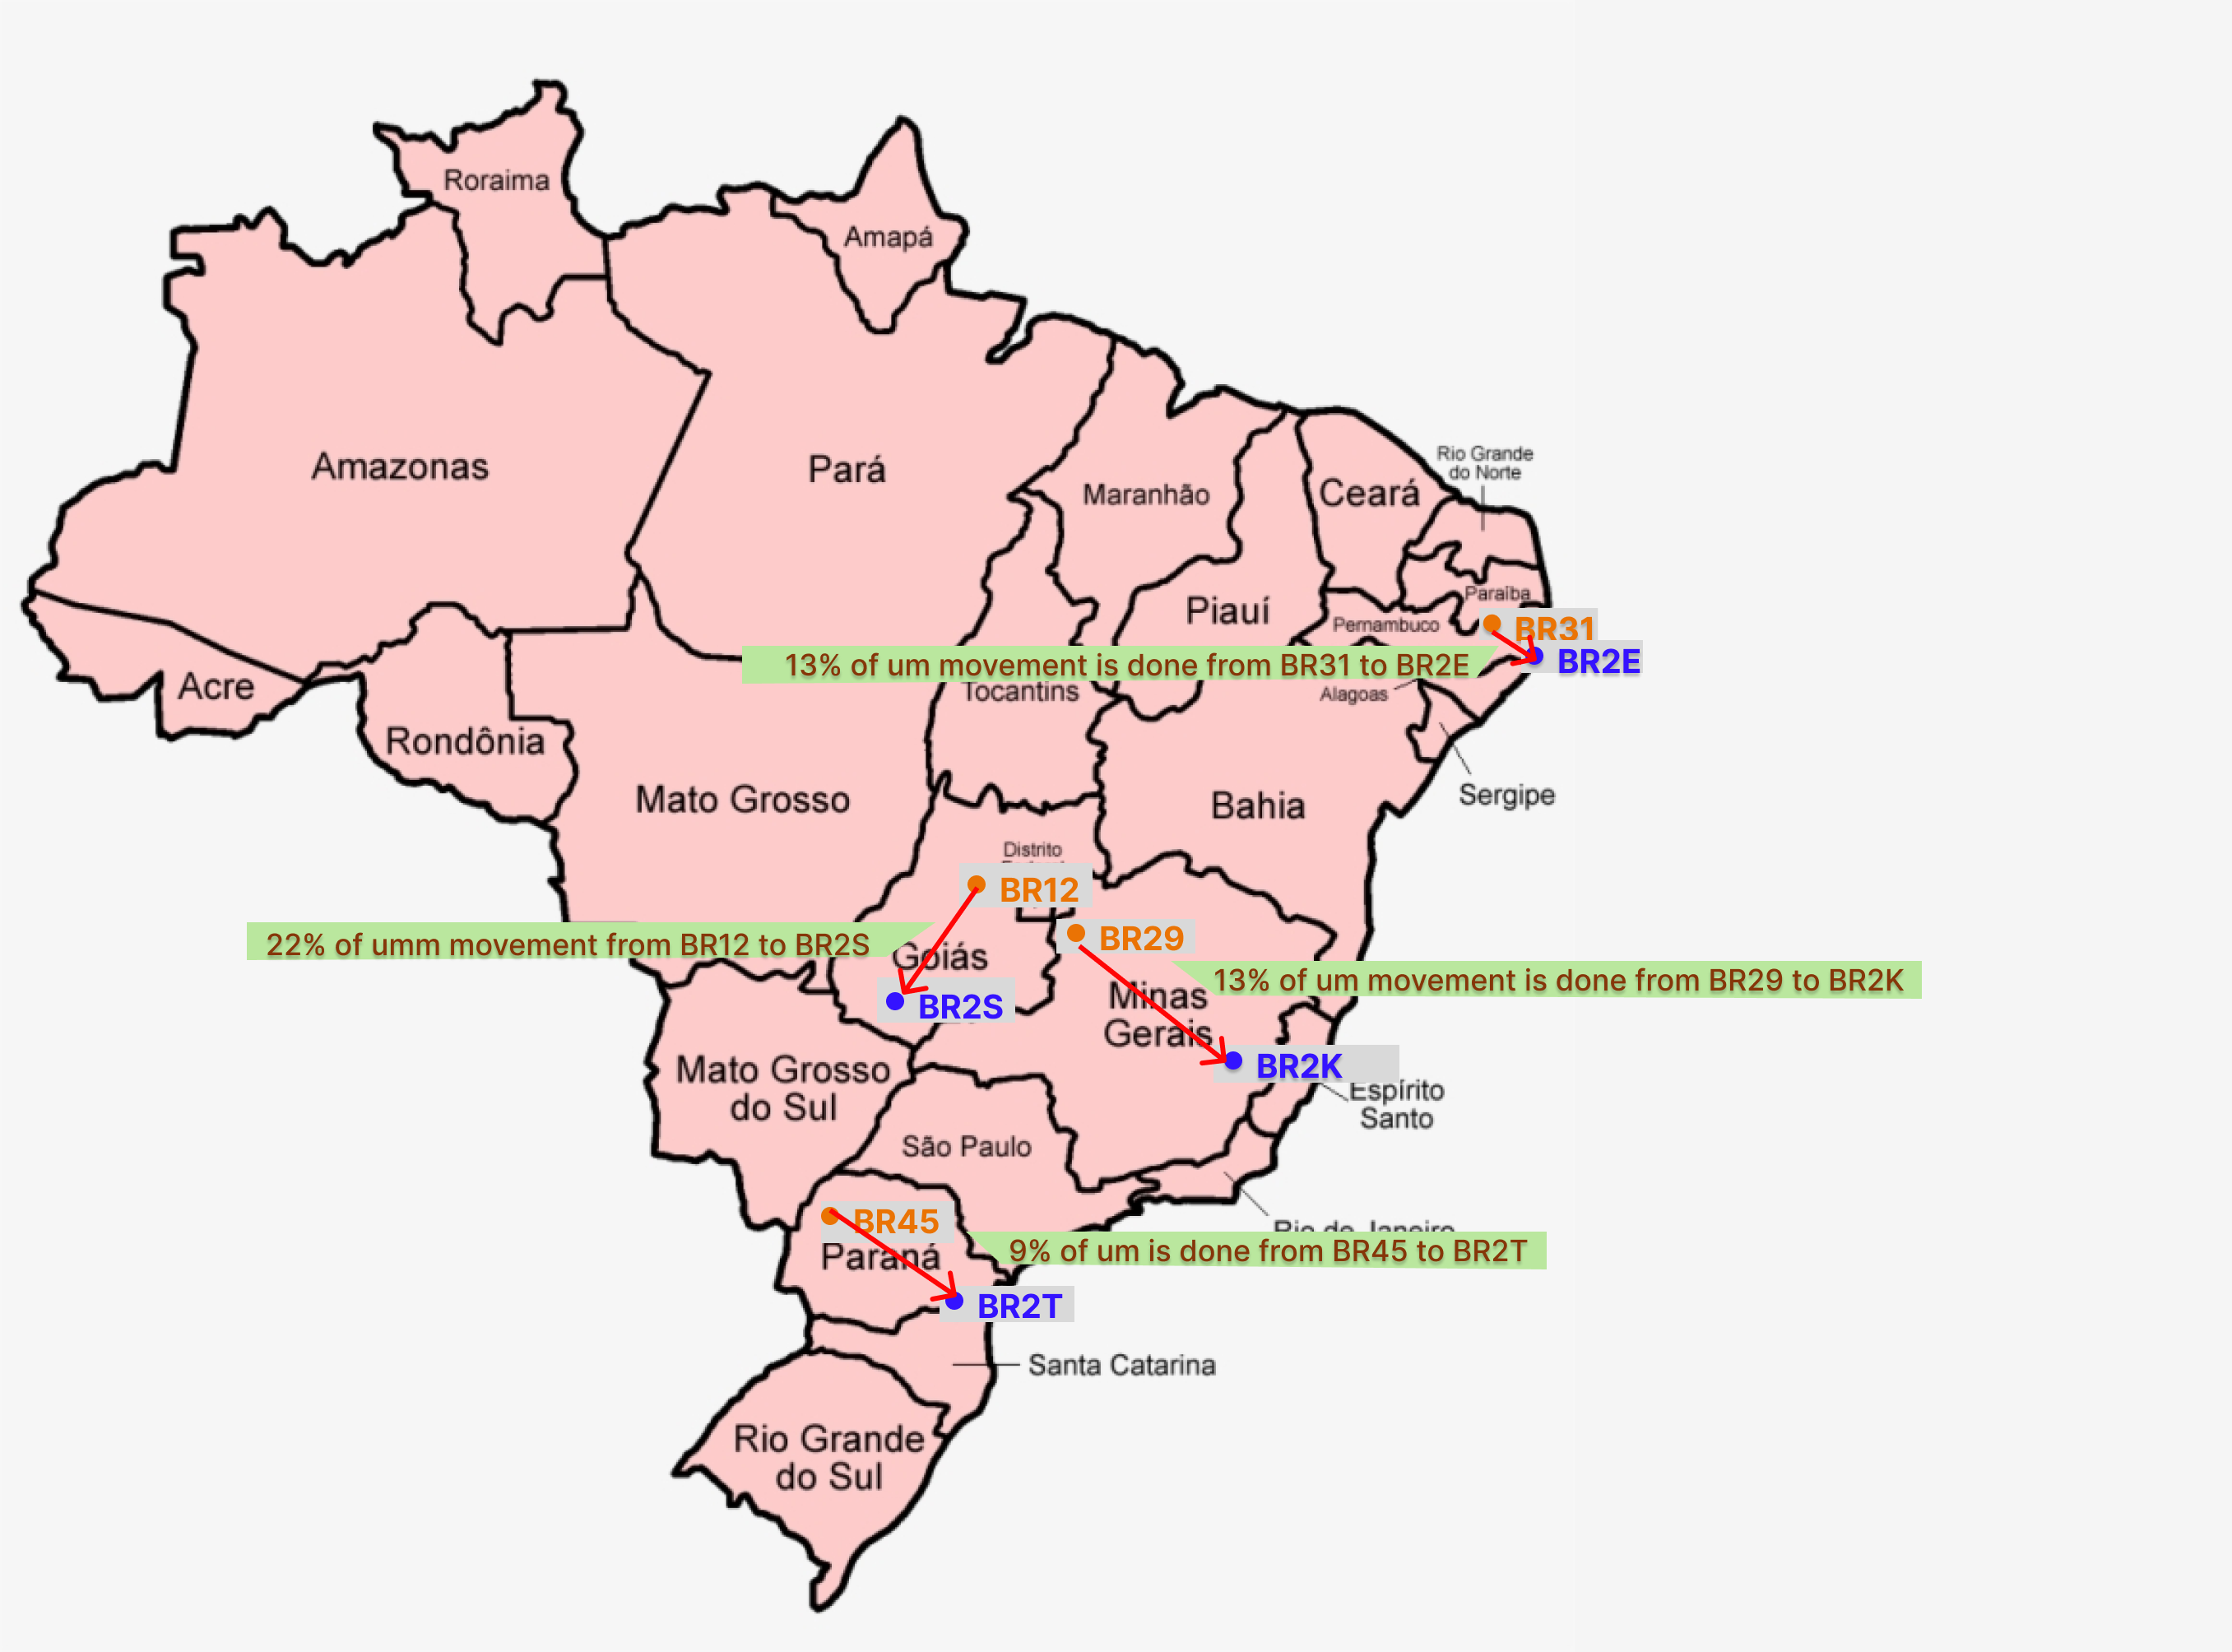 Roraima
Amapá
Amazonas
Pará
Maranhão
Ceará
Rio Grande
do Norte
Piauí
Paraíba
Pernambuco
BR31
13% of um movement is done from BR31 to BR2E
BR2E
Acre
Tocantins
Alagoas
Rondônia
Mato Grosso
Bahia
Sergipe
Distrito
BR12
22% of umm movement from BR12 to BR2S
BR29
Goiás
13% of um movement is done from BR29 to BR2K
BR2S
Minas
Gerais
BR2K
Mato Grosso
do Sul
Espírito
Santo
São Paulo
BR45
Rio de Janeiro
Paraná
9% of um is done from BR45 to BR2T
BR2T
Santa Catarina
Rio Grande
do Sul